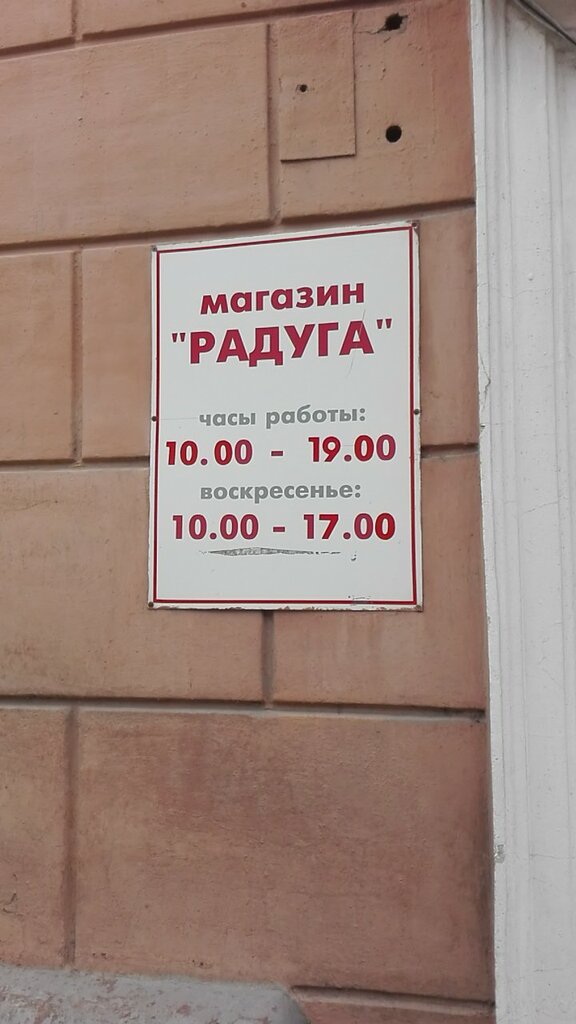 магазин
"РАДУГА"
часы работы:
10.00 - 19.00
воскресенье:
10.00 - 17.00